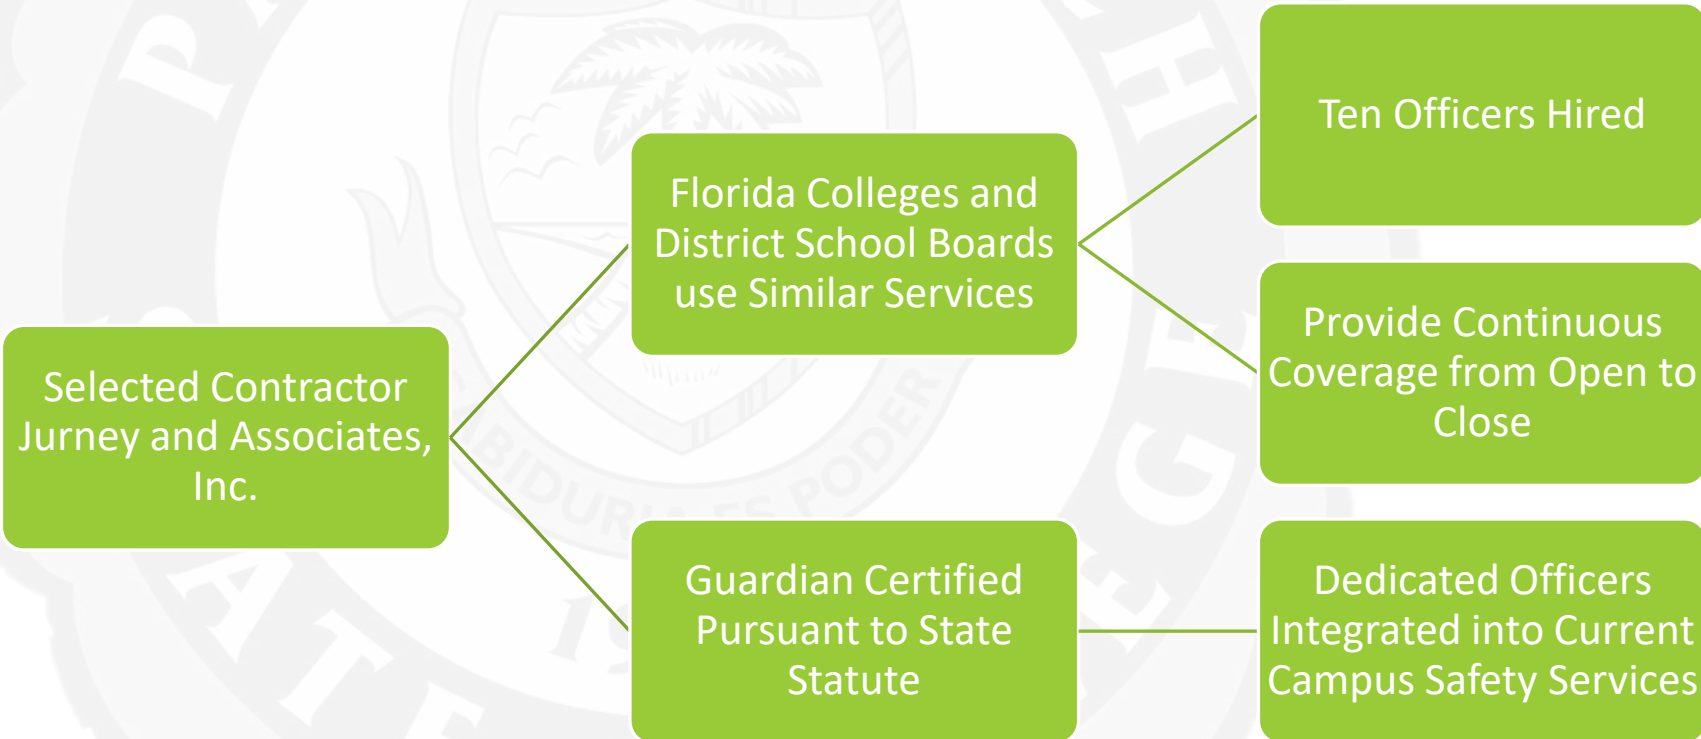 Selected Contractor
Jurney and Associates,
Inc.
Florida Colleges and
District School Boards
use Similar Services
Ten Officers Hired
Provide Continuous
Coverage from Open to
Close
Guardian Certified
Pursuant to State
Statute
Dedicated Officers
Integrated into Current
Campus Safety Services